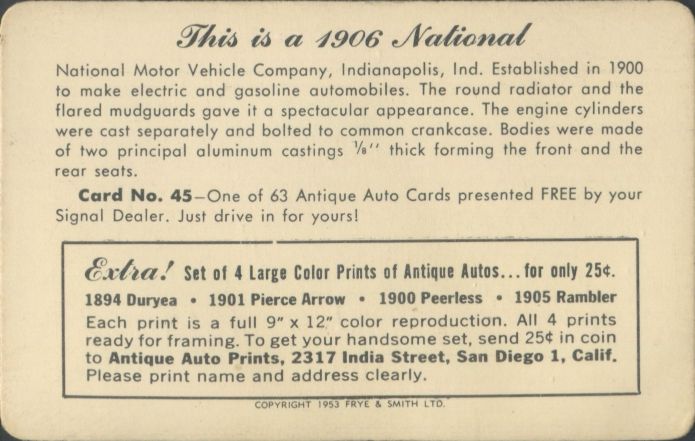 This is a 1906 National
National Motor Vehicle Company, Indianapolis, Ind. Established in 1900
to make electric and gasoline automobiles. The round radiator and the
flared mudguards gave it a spectacular appearance. The engine cylinders
were cast separately and bolted to common crankcase. Bodies were made
of two principal aluminum castings ⅛'' thick forming the front and the
rear seats.
Card No. 45—One of 63 Antique Auto Cards presented FREE by your
Signal Dealer. Just drive in for yours!
Extra! Set of 4 Large Color Prints of Antique Autos...for only 25¢.
1894 Duryea • 1901 Pierce Arrow • 1900 Peerless • 1905 Rambler
Each print is a full 9" x 12" color reproduction. All 4 prints
ready for framing. To get your handsome set, send 25¢ in coin
to Antique Auto Prints, 2317 India Street, San Diego 1, Calif.
Please print name and address clearly.
COPYRIGHT 1953 FRYE & SMITH LTD.